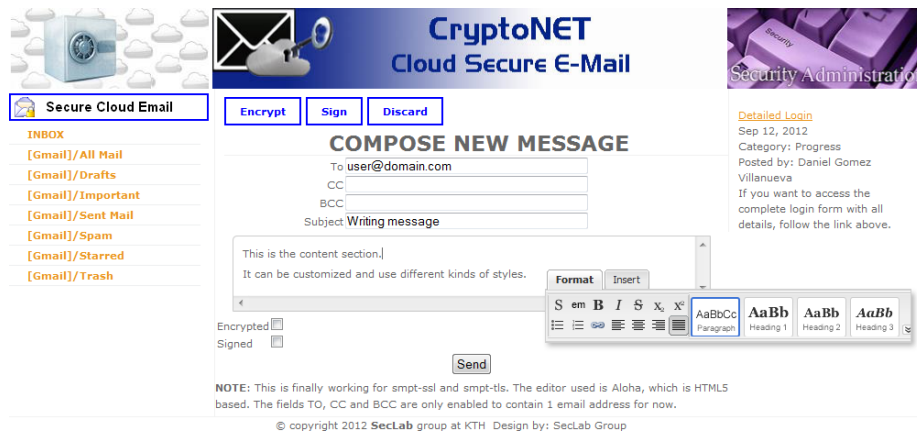 CryptoNET
Cloud Secure E-Mail
Security
Security Administratio
Secure Cloud Email
INBOX
[Gmail]/All Mail
[Gmail]/Drafts
[Gmail]/Important
[Gmail]/Sent Mail
[Gmail]/Spam
[Gmail]/Starred
[Gmail]/Trash
Encrypt Sign Discard
COMPOSE NEW MESSAGE
To user@domain.com
CC
BCC
Subject Writing message
This is the content section.
It can be customized and use different kinds of styles.
Format Insert
S em B I S X₂ X²
AaBbCc AaBb AaBb AaBb
Paragraph Heading 1 Heading 2 Heading 3
Encrypted
Signed
Send
NOTE: This is finally working for smpt-ssl and smpt-tls. The editor used is Aloha, which is HTML5
based. The fields TO, CC and BCC are only enabled to contain 1 email address for now.
Detailed Login
Sep 12, 2012
Category: Progress
Posted by: Daniel Gomez
Villanueva
If you want to access the
complete login form with all
details, follow the link above.
© copyright 2012 SecLab group at KTH Design by: SecLab Group